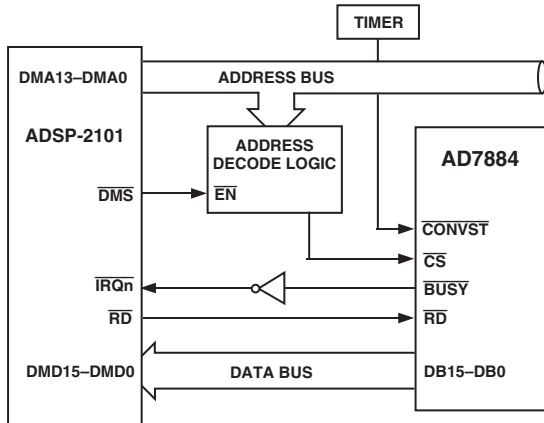 TIMER
DMA13–DMA0
ADDRESS BUS
ADSP-2101
ADDRESS
DECODE LOGIC
AD7884
DMS
EN
CONVST
CS
IRQn
BUSY
RD
RD
DMD15–DMD0
DATA BUS
DB15–DB0